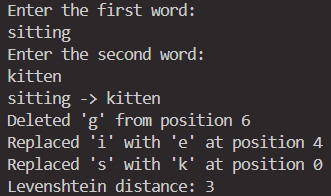 Enter the first word:
sitting
Enter the second word:
kitten
sitting -> kitten
Deleted 'g' from position 6
Replaced 'i' with 'e' at position 4
Replaced 's' with 'k' at position 0
Levenshtein distance: 3